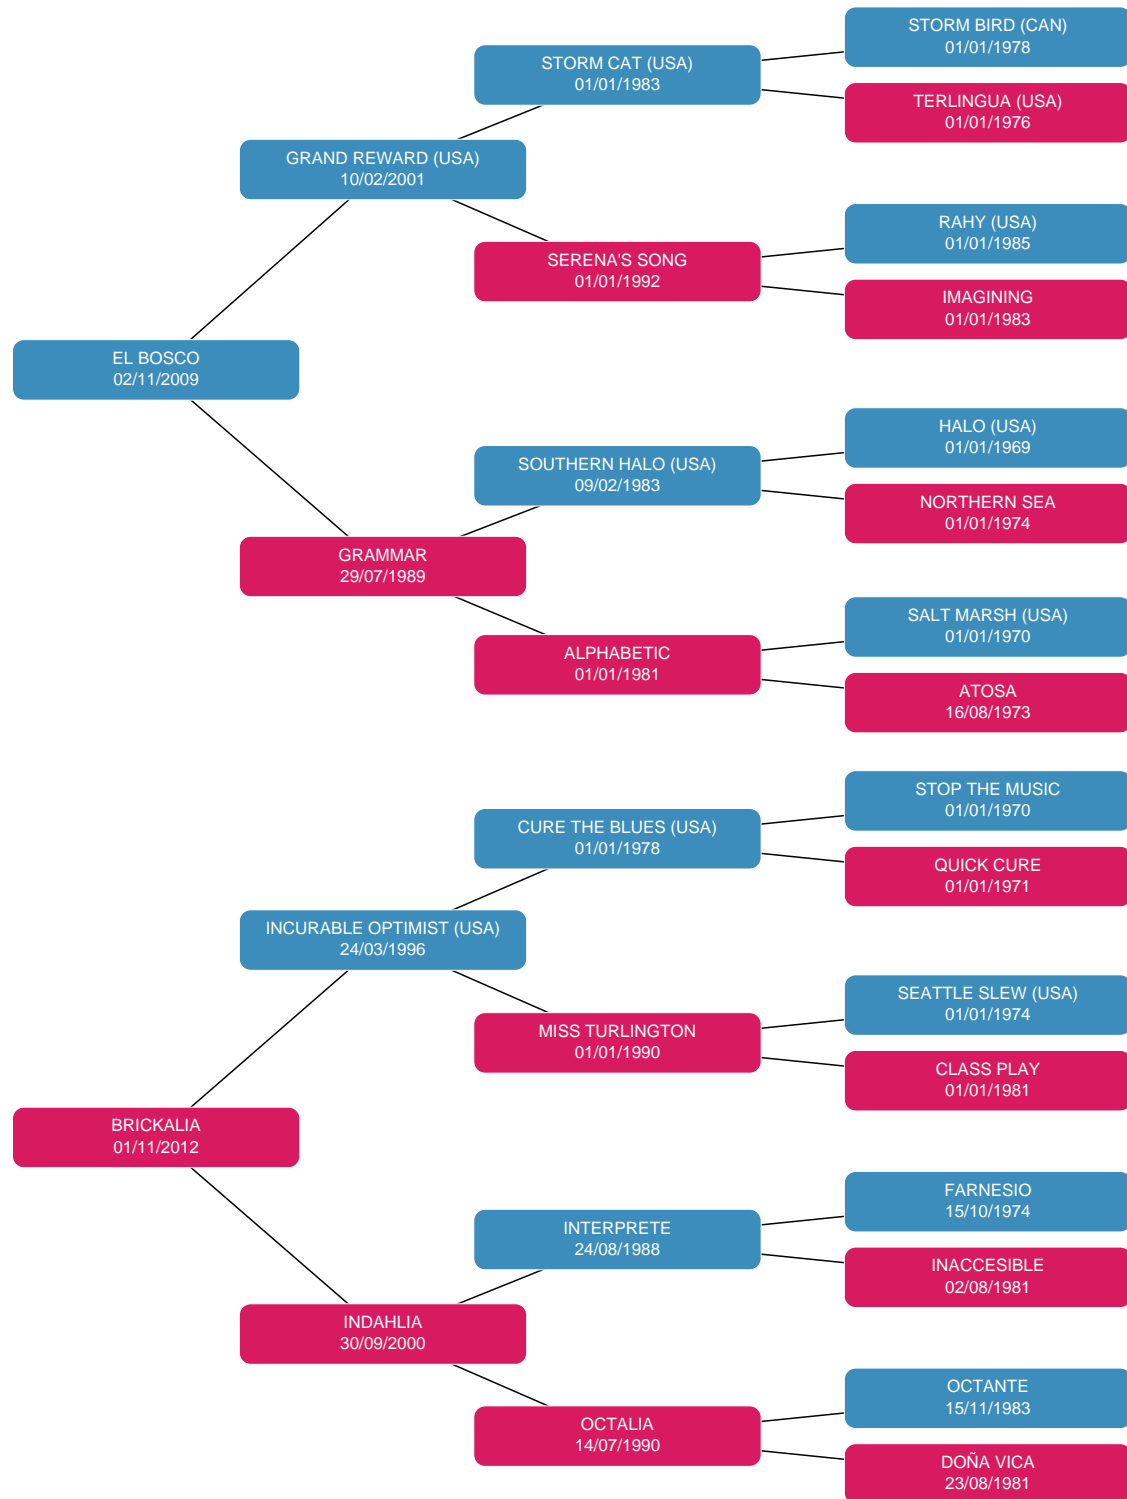 STORM BIRD (CAN)
01/01/1978
STORM CAT (USA)
01/01/1983
TERLINGUA (USA)
01/01/1976
GRAND REWARD (USA)
10/02/2001
RAHY (USA)
01/01/1985
SERENA'S SONG
01/01/1992
IMAGINING
01/01/1983
EL BOSCO
02/11/2009
HALO (USA)
01/01/1969
SOUTHERN HALO (USA)
09/02/1983
NORTHERN SEA
01/01/1974
GRAMMAR
29/07/1989
SALT MARSH (USA)
01/01/1970
ALPHABETIC
01/01/1981
ATOSA
16/08/1973
STOP THE MUSIC
01/01/1970
CURE THE BLUES (USA)
01/01/1978
QUICK CURE
01/01/1971
INCURABLE OPTIMIST (USA)
24/03/1996
SEATTLE SLEW (USA)
01/01/1974
MISS TURLINGTON
01/01/1990
CLASS PLAY
01/01/1981
BRICKALIA
01/11/2012
FARNESIO
15/10/1974
INTERPRETE
24/08/1988
INACCESIBLE
02/08/1981
INDAHLIA
30/09/2000
OCTANTE
15/11/1983
OCTALIA
14/07/1990
DOÑA VICA
23/08/1981